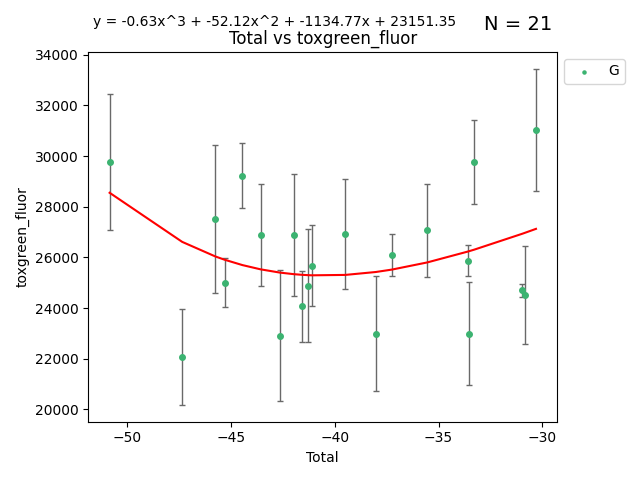 y = -0.63x^3 + -52.12x^2 + -1134.77x + 23151.35
N = 21
Total vs toxgreen_fluor
G
toxgreen_fluor
34000
32000
30000
28000
26000
24000
22000
20000
−50
−45
−40
−35
−30
Total